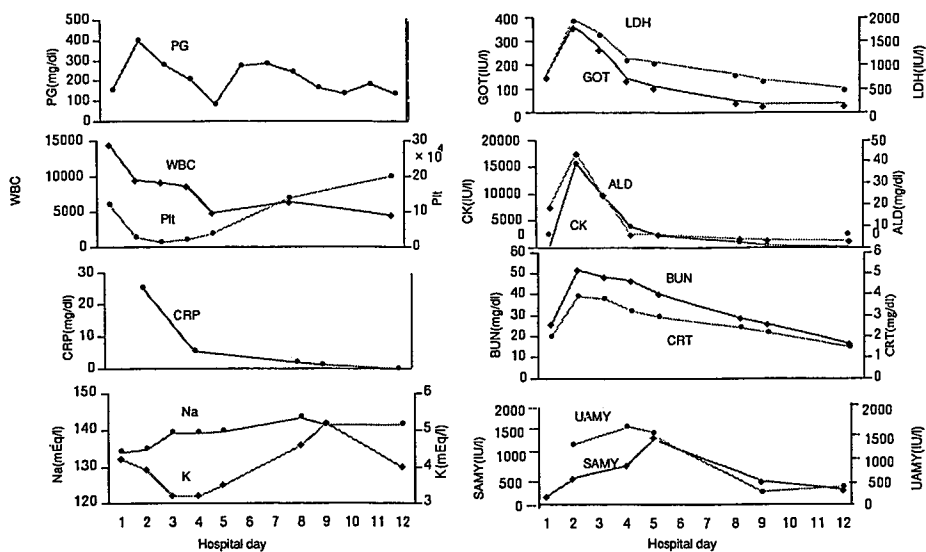 500
400
300
200
100
0
PG(mg/dl)
PG
15000
10000
5000
0
WBC
WBC
Plt
30
20
10
0
× 10⁴
Plt
30
20
10
0
CRP(mg/dl)
CRP
150
140
130
120
Na(mEq/l)
Na
K
6
5
4
3
K(mEq/l)
1 2 3 4 5 6 7 8 9 10 11 12
Hospital day
400
300
200
100
0
GOT(IU/l)
LDH
GOT
2000
1500
1000
500
0
LDH(IU/l)
20000
15000
10000
5000
0
CK(IU/l)
ALD
CK
50
40
30
20
10
0
ALD(mg/dl)
60
50
40
30
20
10
0
BUN(mg/dl)
BUN
CRT
6
5
4
3
2
1
CRT(mg/dl)
2000
1500
1000
500
0
SAMY(IU/l)
UAMY
SAMY
2000
1500
1000
500
0
UAMY(IU/l)
1 2 3 4 5 6 7 8 9 10 11 12
Hospital day